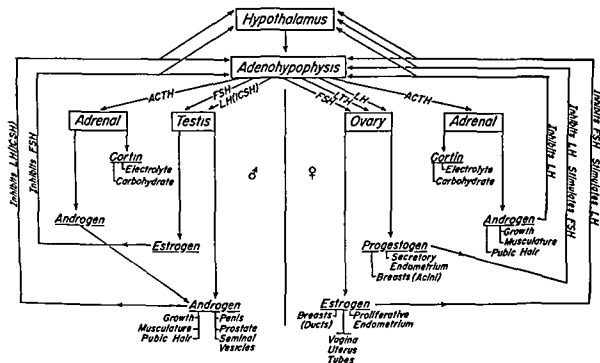 Hypothalamus
Adenohypophysis
ACTH
FSH
LH(ICSH)
FSH
LTH
LH
ACTH
Adrenal
Testis
Ovary
Adrenal
Inhibits LH(ICSH)
Inhibits FSH
Cortin
Electrolyte
Carbohydrate
♂
♀
Cortin
Electrolyte
Carbohydrate
Inhibits LH
Inhibits LH Stimulates FSH
Inhibits FSH Stimulates LH
Androgen
Estrogen
Progestogen
Secretory
Endometrium
Breasts (Acini)
Androgen
Growth
Musculature
Pubic Hair
Androgen
Growth
Musculature
Pubic Hair
Penis
Prostate
Seminal
Vesicles
Estrogen
Breasts
(Ducts)
Proliferative
Endometrium
Vagina
Uterus
Tubes